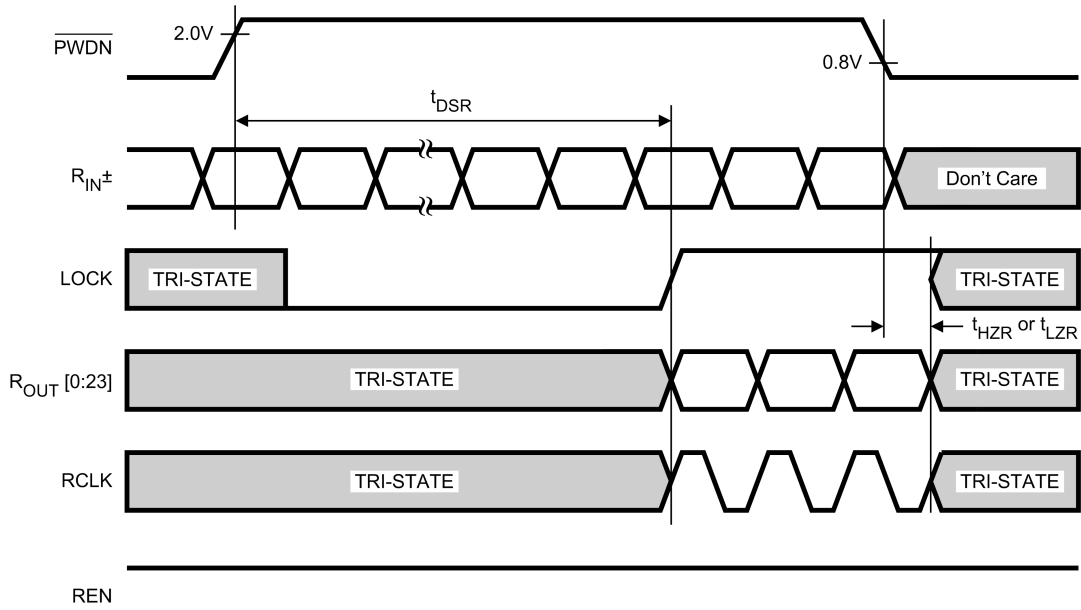 2.0V
PWDN
0.8V
tDSR
RIN±
Don't Care
LOCK
TRI-STATE
TRI-STATE
tHZR or tLZR
ROUT [0:23]
TRI-STATE
TRI-STATE
RCLK
TRI-STATE
TRI-STATE
REN